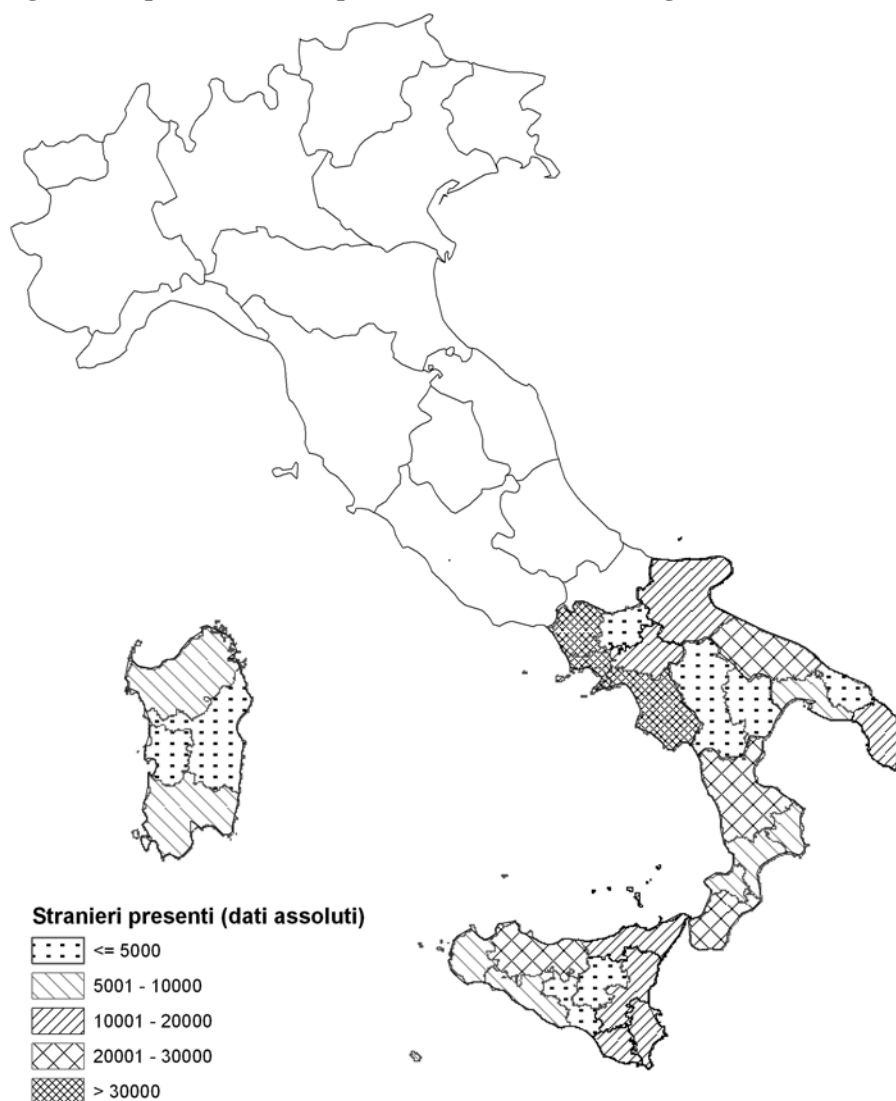 Stranieri presenti (dati assoluti)
<= 5000
5001 - 10000
10001 - 20000
20001 - 30000
> 30000